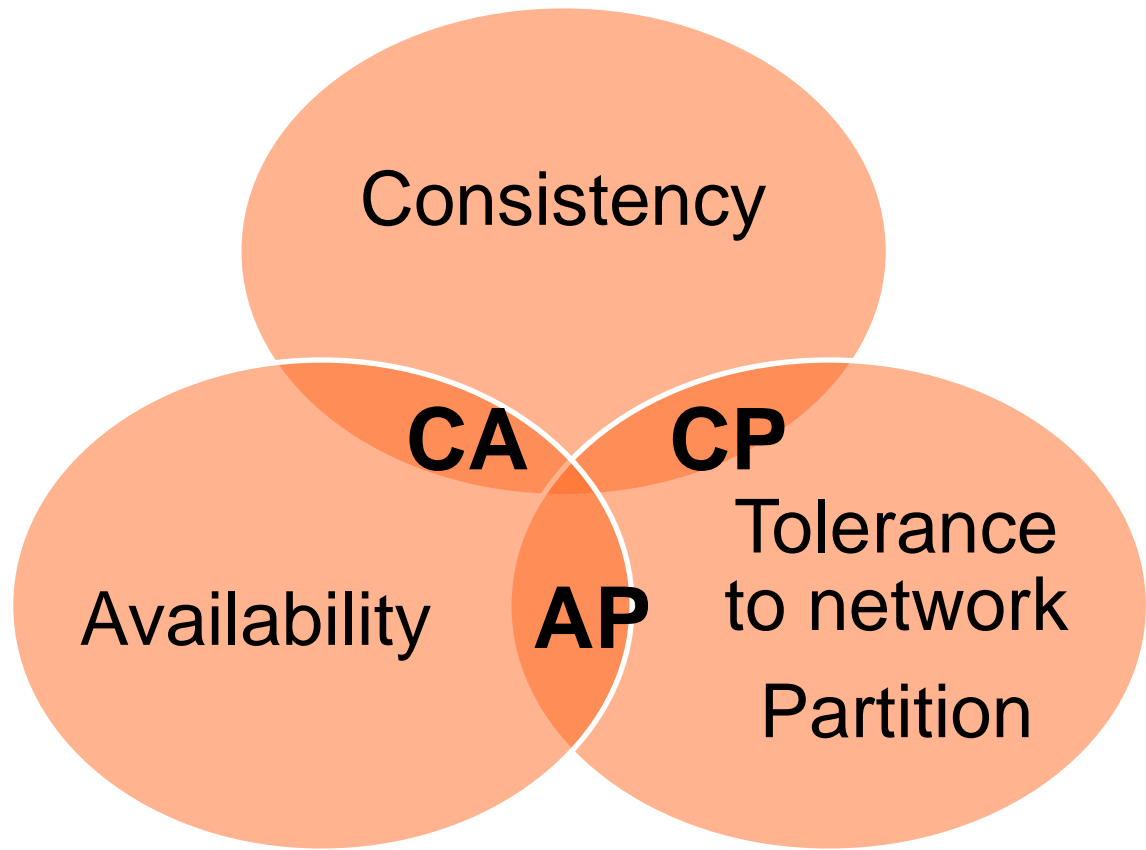 Consistency
CA
CP
Tolerance
to network
Partition
Availability
AP